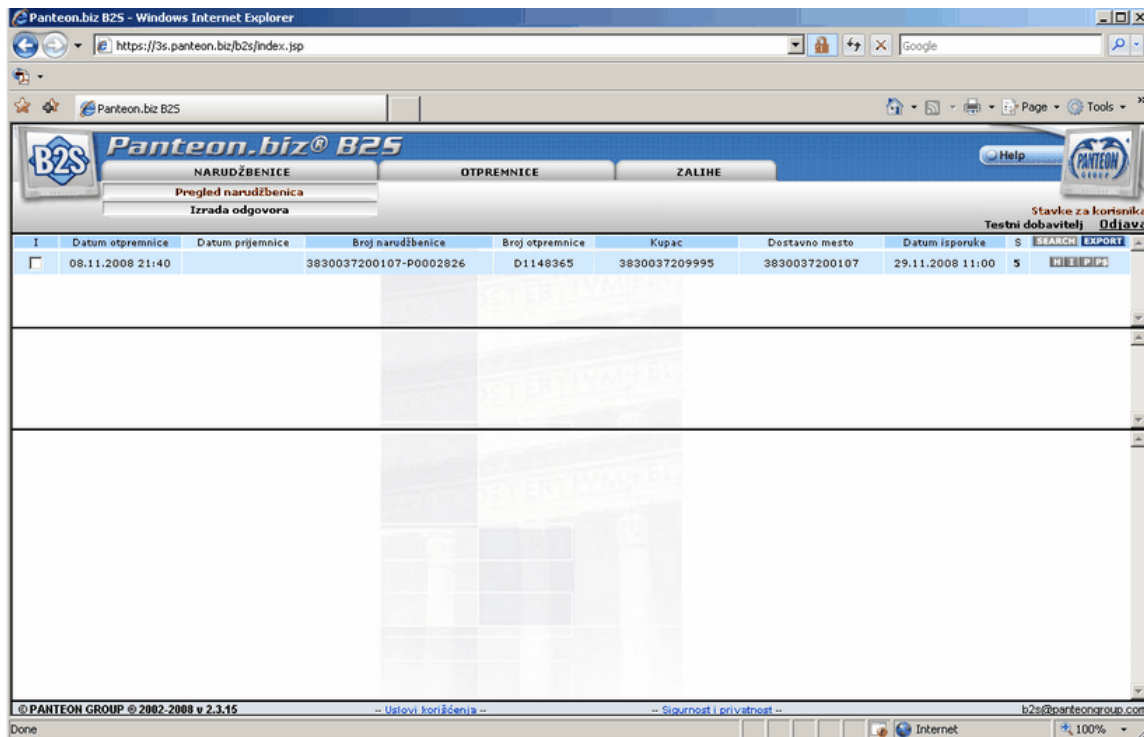 Panteon.biz B2S - Windows Internet Explorer
https://3s.panteon.biz/b2s/index.jsp
Google
Panteon.biz B2S
Page
Tools
B2S
Panteon.biz® B2S
Help
PANTEON
GROUP
NARUDŽBENICE OTPREMNICE ZALIHE
Pregled narudžbenica
Izrada odgovora
Stavke za korisnika
Testni dobavitelj Odjava
I Datum otpremnice Datum prijemnice Broj narudžbenice Broj otpremnice Kupac Dostavno mesto Datum isporuke S SEARCH EXPORT
08.11.2008 21:40 3830037200107-P0002826 D1148365 3830037209995 3830037200107 29.11.2008 11:00 5 H I P PS
© PANTEON GROUP © 2002-2008 v 2.3.15 -- Uslovi korišćenja -- -- Sigurnost i privatnost -- b2s@panteongroup.com
Done Internet 100%